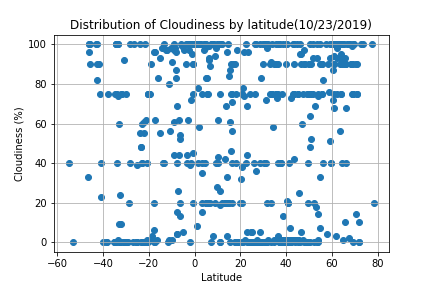 Distribution of Cloudiness by latitude(10/23/2019)
100
80
60
40
20
0
Cloudiness (%)
−60 −40 −20 0 20 40 60 80
Latitude